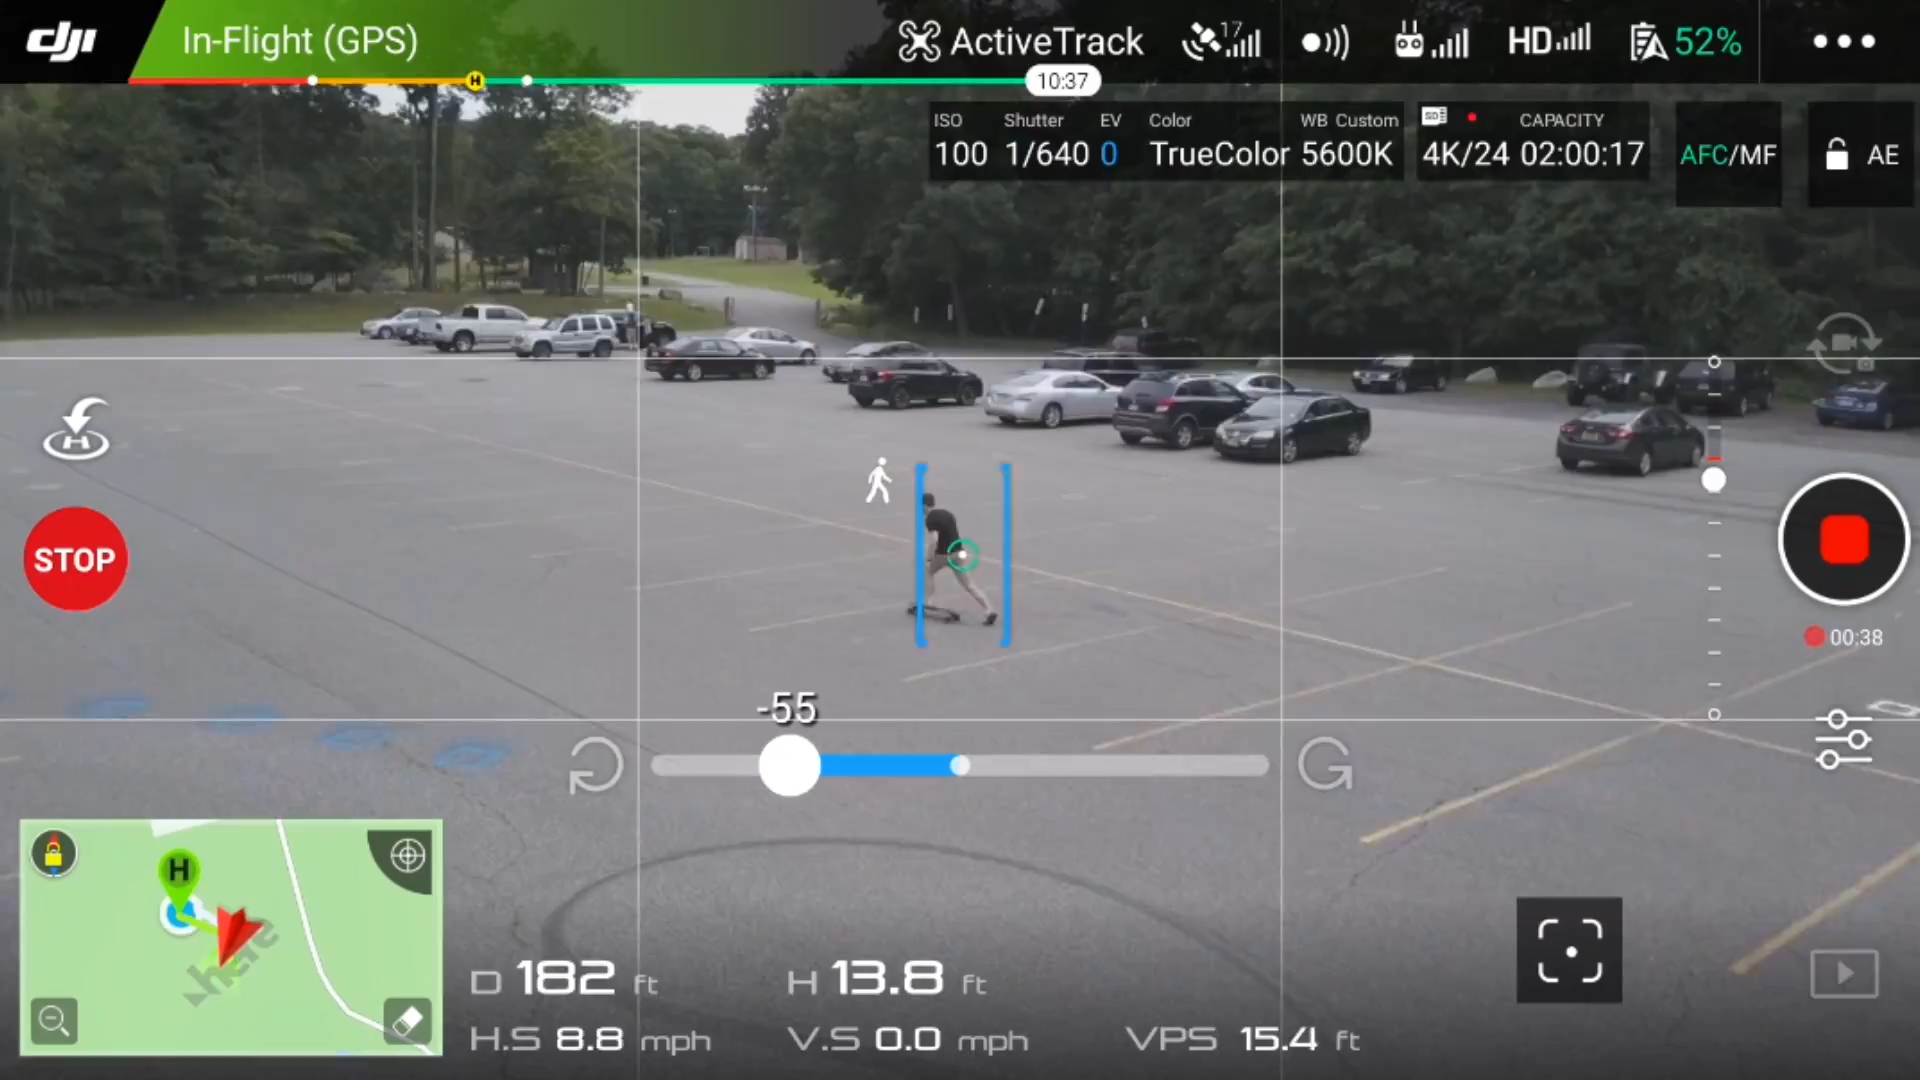 dji In-Flight (GPS) ActiveTrack 17 HD 52%
H 10:37
ISO Shutter EV Color WB Custom SD CAPACITY
100 1/640 0 TrueColor 5600K 4K/24 02:00:17 AFC/MF AE
H
STOP
00:38
-55
H
here
D 182 ft H 13.8 ft
H.S 8.8 mph V.S 0.0 mph VPS 15.4 ft